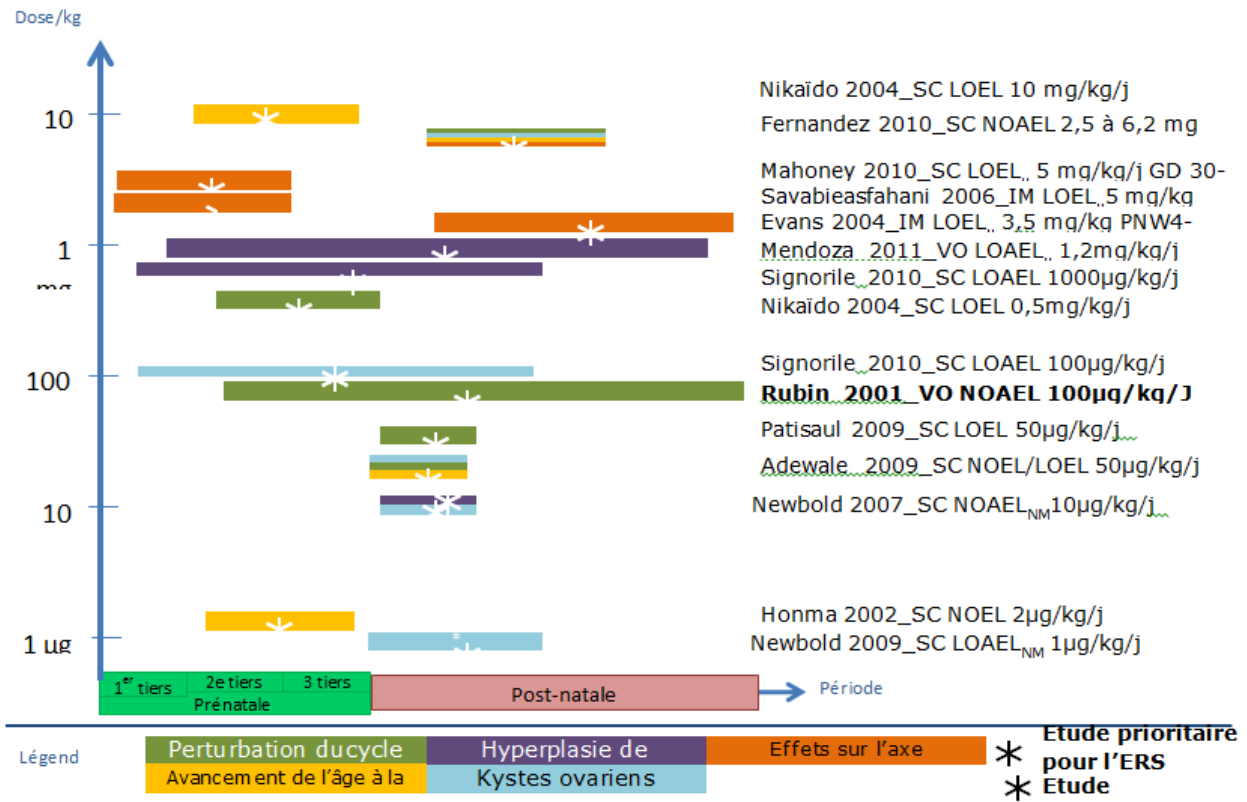 Dose/kg
10
1
mg
100
10
1 µg
Nikaïdo 2004_SC LOEL 10 mg/kg/j
Fernandez 2010_SC NOAEL 2,5 à 6,2 mg
Mahoney 2010_SC LOEL,, 5 mg/kg/j GD 30-
Savabieasfahani 2006_IM LOEL,,5 mg/kg
Evans 2004_IM LOEL,, 3,5 mg/kg PNW4-
Mendoza 2011_VO LOAEL,, 1,2mg/kg/j
Signorile 2010_SC LOAEL 1000µg/kg/j
Nikaïdo 2004_SC LOEL 0,5mg/kg/j
Signorile 2010_SC LOAEL 100µg/kg/j
Rubin 2001_VO NOAEL 100µg/kg/J
Patisaul 2009_SC LOEL 50µg/kg/j
Adewale 2009_SC NOEL/LOEL 50µg/kg/j
Newbold 2007_SC NOAELNM10µg/kg/j
Honma 2002_SC NOEL 2µg/kg/j
Newbold 2009_SC LOAELNM 1µg/kg/j
1er tiers
2e tiers
3 tiers
Prénatale
Post-natale
Période
Légend
Perturbation ducycle
Hyperplasie de
Effets sur l'axe
Avancement de l'âge à la
Kystes ovariens
Etude prioritaire
pour l'ERS
Etude